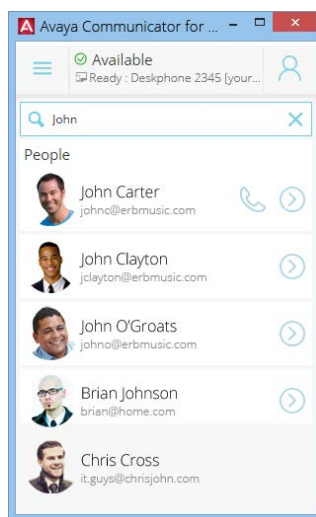 Avaya Communicator for ...
Available
Ready : Deskphone 2345 [your...
John
People
John Carter
johnc@erbmusic.com
John Clayton
jclayton@erbmusic.com
John O'Groats
johno@erbmusic.com
Brian Johnson
brian@home.com
Chris Cross
it.guys@chrisjohn.com